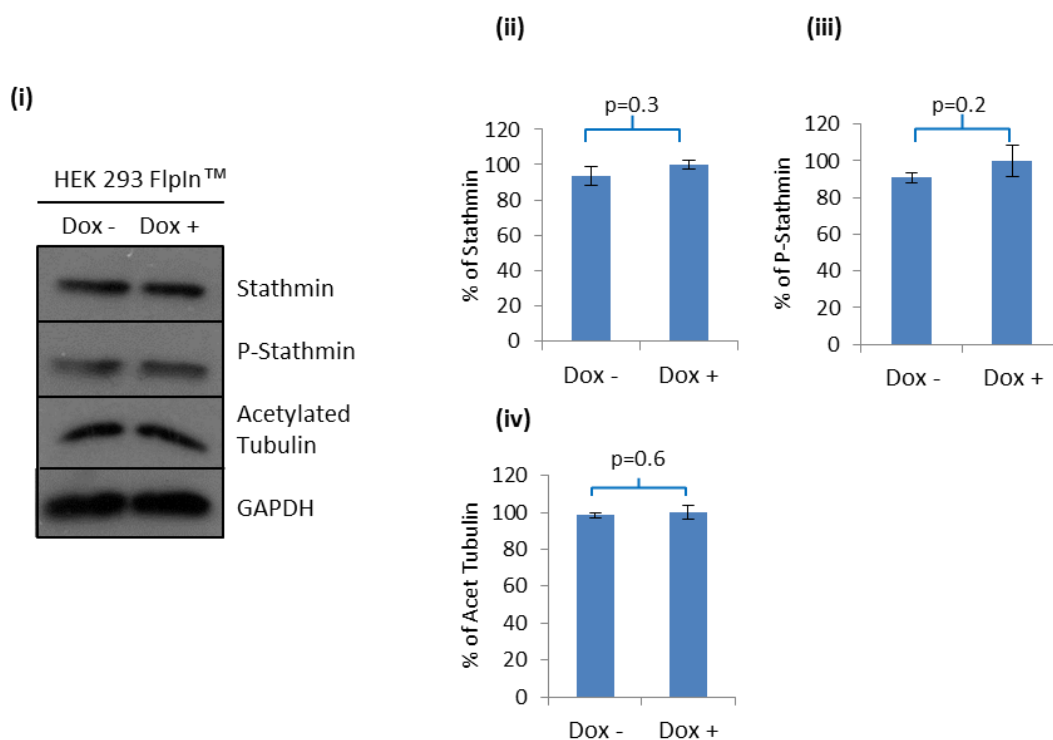 (i)
HEK 293 FlpIn™
Dox - Dox +
Stathmin
P-Stathmin
Acetylated
Tubulin
GAPDH
(ii)
p=0.3
120
100
80
60
40
20
0
% of Stathmin
Dox - Dox +
(iii)
p=0.2
120
100
80
60
40
20
0
% of P-Stathmin
Dox - Dox +
(iv)
p=0.6
120
100
80
60
40
20
0
% of Acet Tubulin
Dox - Dox +